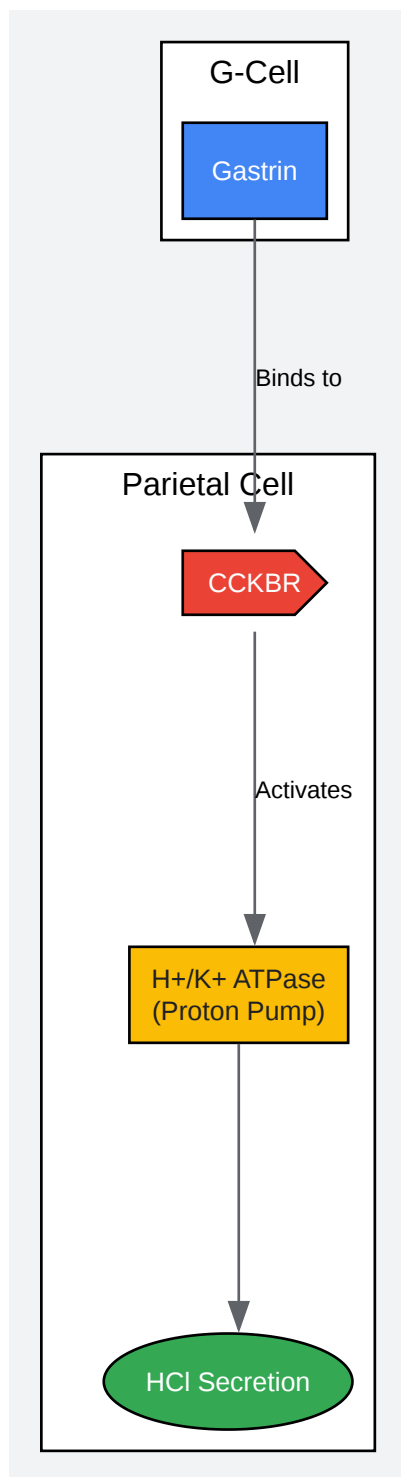 G-Cell
Gastrin
Binds to
Parietal Cell
CCKBR
Activates
H+/K+ ATPase
(Proton Pump)
HCl Secretion